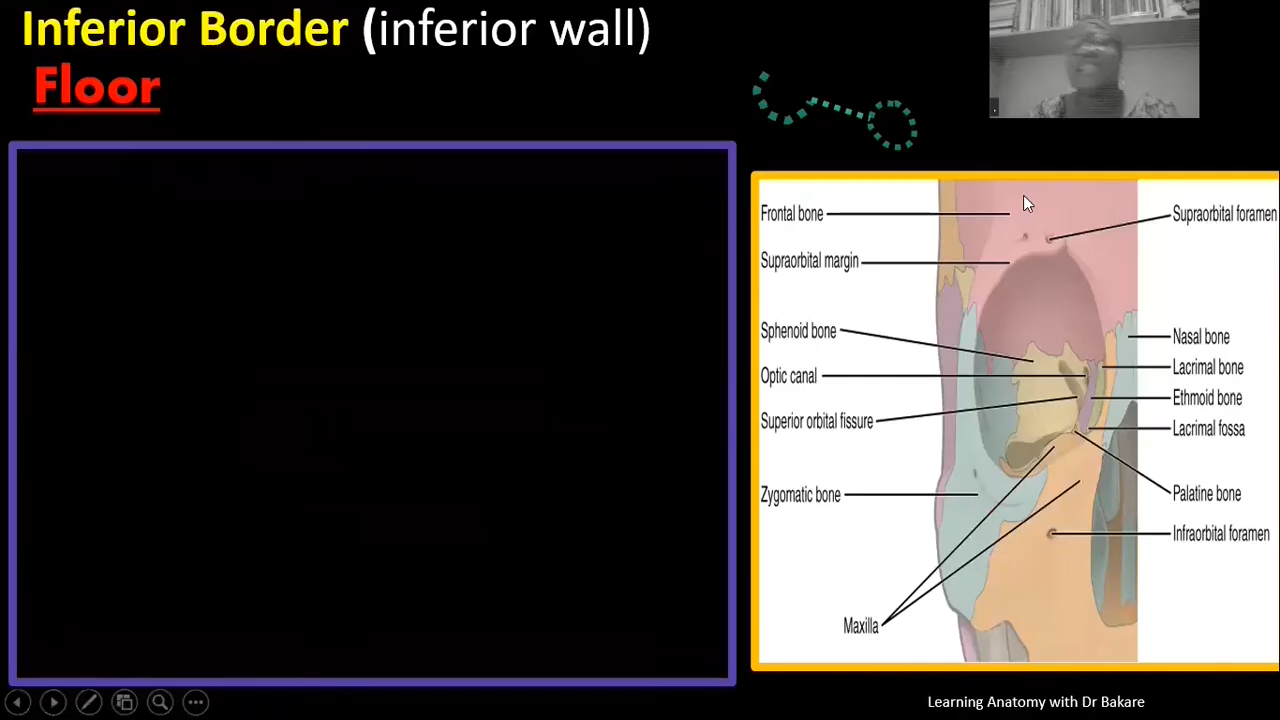 Inferior Border (inferior wall)
Floor
Frontal bone
Supraorbital margin
Sphenoid bone
Optic canal
Superior orbital fissure
Zygomatic bone
Maxilla
Supraorbital foramen
Nasal bone
Lacrimal bone
Ethmoid bone
Lacrimal fossa
Palatine bone
Infraorbital foramen
Learning Anatomy with Dr Bakare